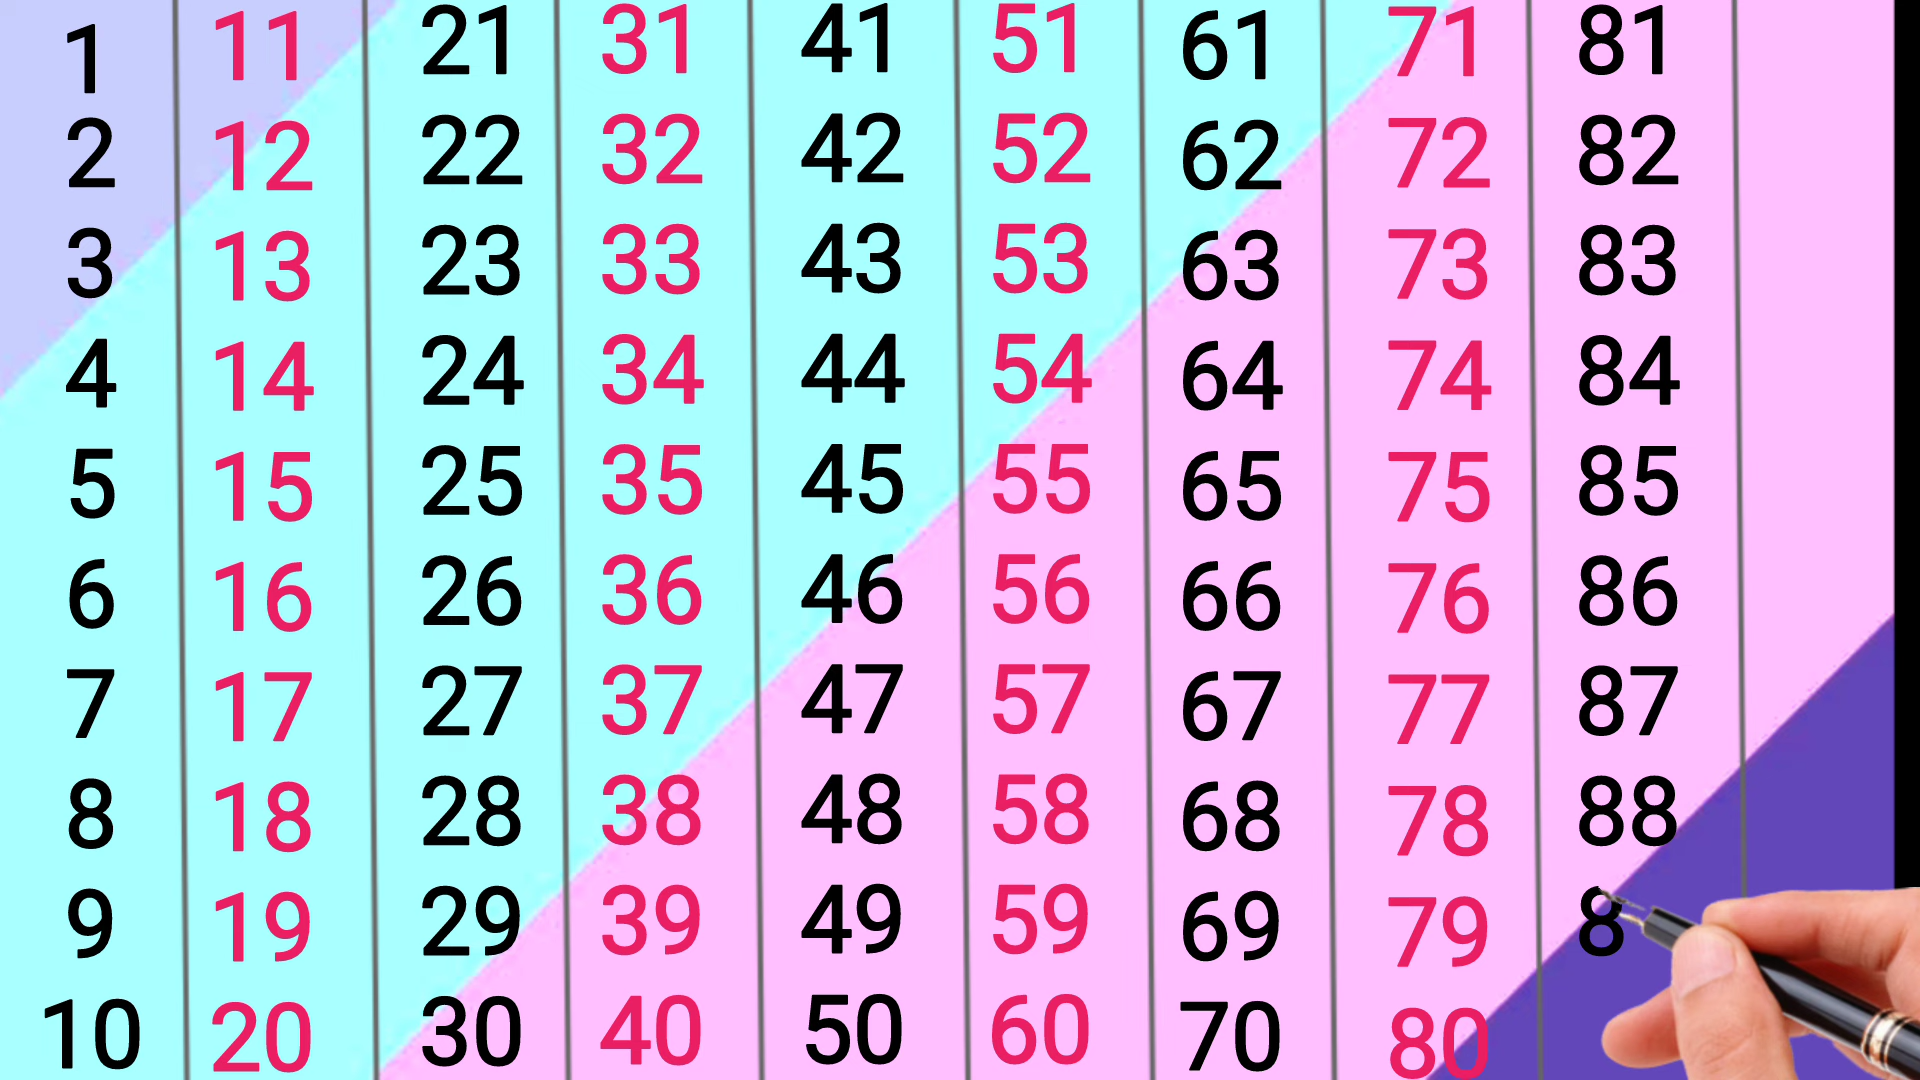 1 11 21 31 41 51 61 71 81
2 12 22 32 42 52 62 72 82
3 13 23 33 43 53 63 73 83
4 14 24 34 44 54 64 74 84
5 15 25 35 45 55 65 75 85
6 16 26 36 46 56 66 76 86
7 17 27 37 47 57 67 77 87
8 18 28 38 48 58 68 78 88
9 19 29 39 49 59 69 79 8
10 20 30 40 50 60 70 80